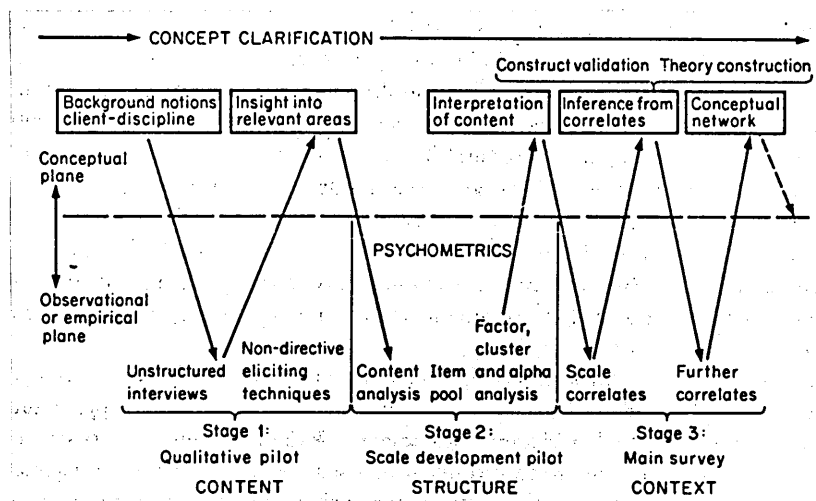 CONCEPT CLARIFICATION
Construct validation Theory construction
Background notions
client-discipline
Insight into
relevant areas
Interpretation
of content
Inference from
correlates
Conceptual
network
Conceptual
plane
PSYCHOMETRICS
Observational
or empirical
plane
Unstructured
interviews
Non-directive
eliciting
techniques
Content
analysis
Item
pool
Factor,
cluster
and alpha
analysis
Scale
correlates
Further
correlates
Stage 1:
Qualitative pilot
CONTENT
Stage 2:
Scale development pilot
STRUCTURE
Stage 3:
Main survey
CONTEXT